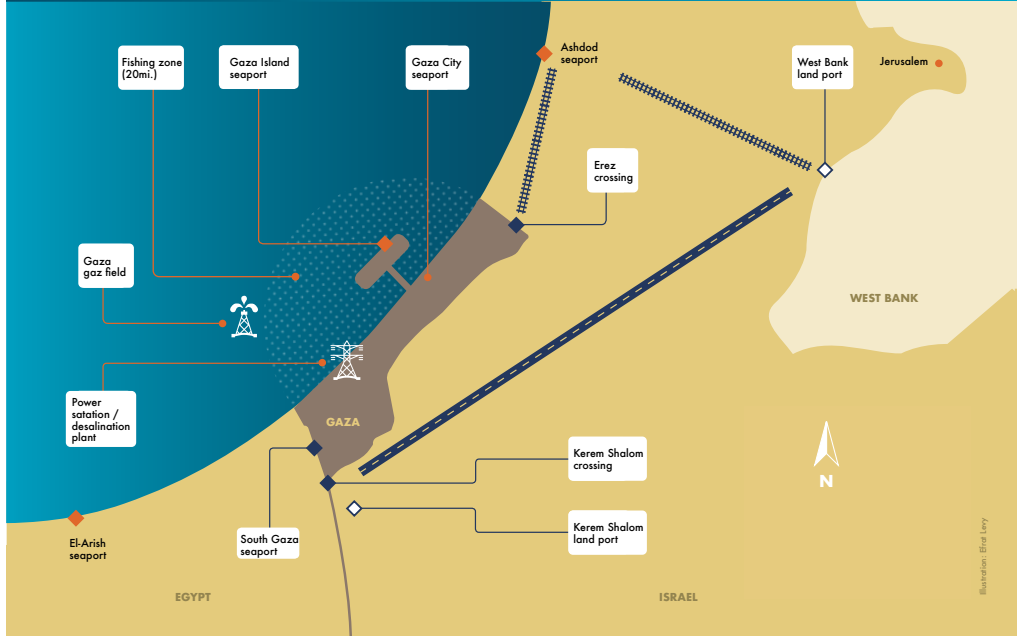 Fishing zone
(20mi.)
Gaza Island
seaport
Gaza City
seaport
Ashdod
seaport
West Bank
land port
Jerusalem
Erez
crossing
Gaza
gaz field
WEST BANK
Power
satation /
desalination
plant
GAZA
Kerem Shalom
crossing
N
Kerem Shalom
land port
South Gaza
seaport
El-Arish
seaport
EGYPT
ISRAEL
Illustration: Efrat Levy